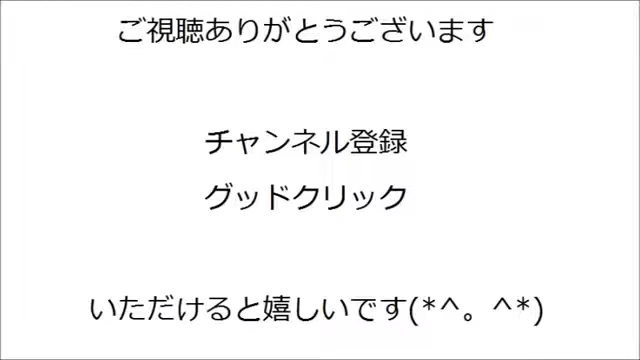 ご視聴ありがとうございます
チャンネル登録
グッドクリック
いただけると嬉しいです(*^。^*)